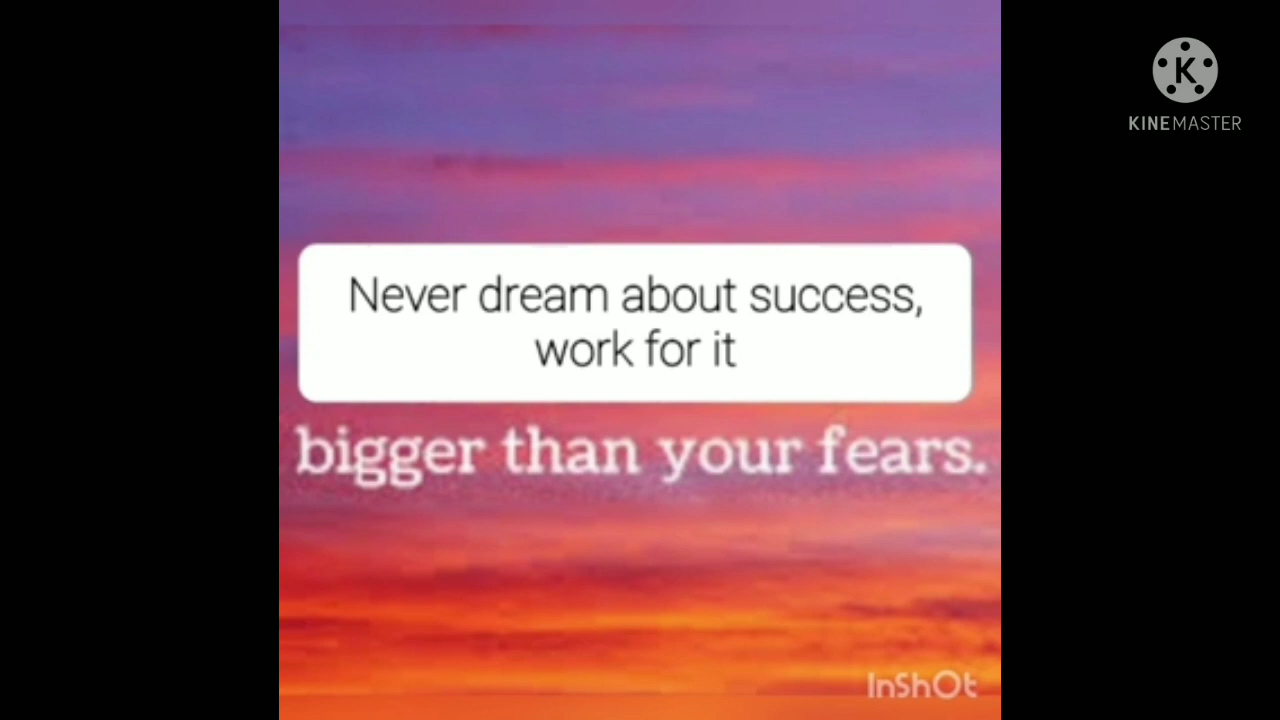 KINEMASTER
Never dream about success,
work for it
bigger than your fears.
InShOt